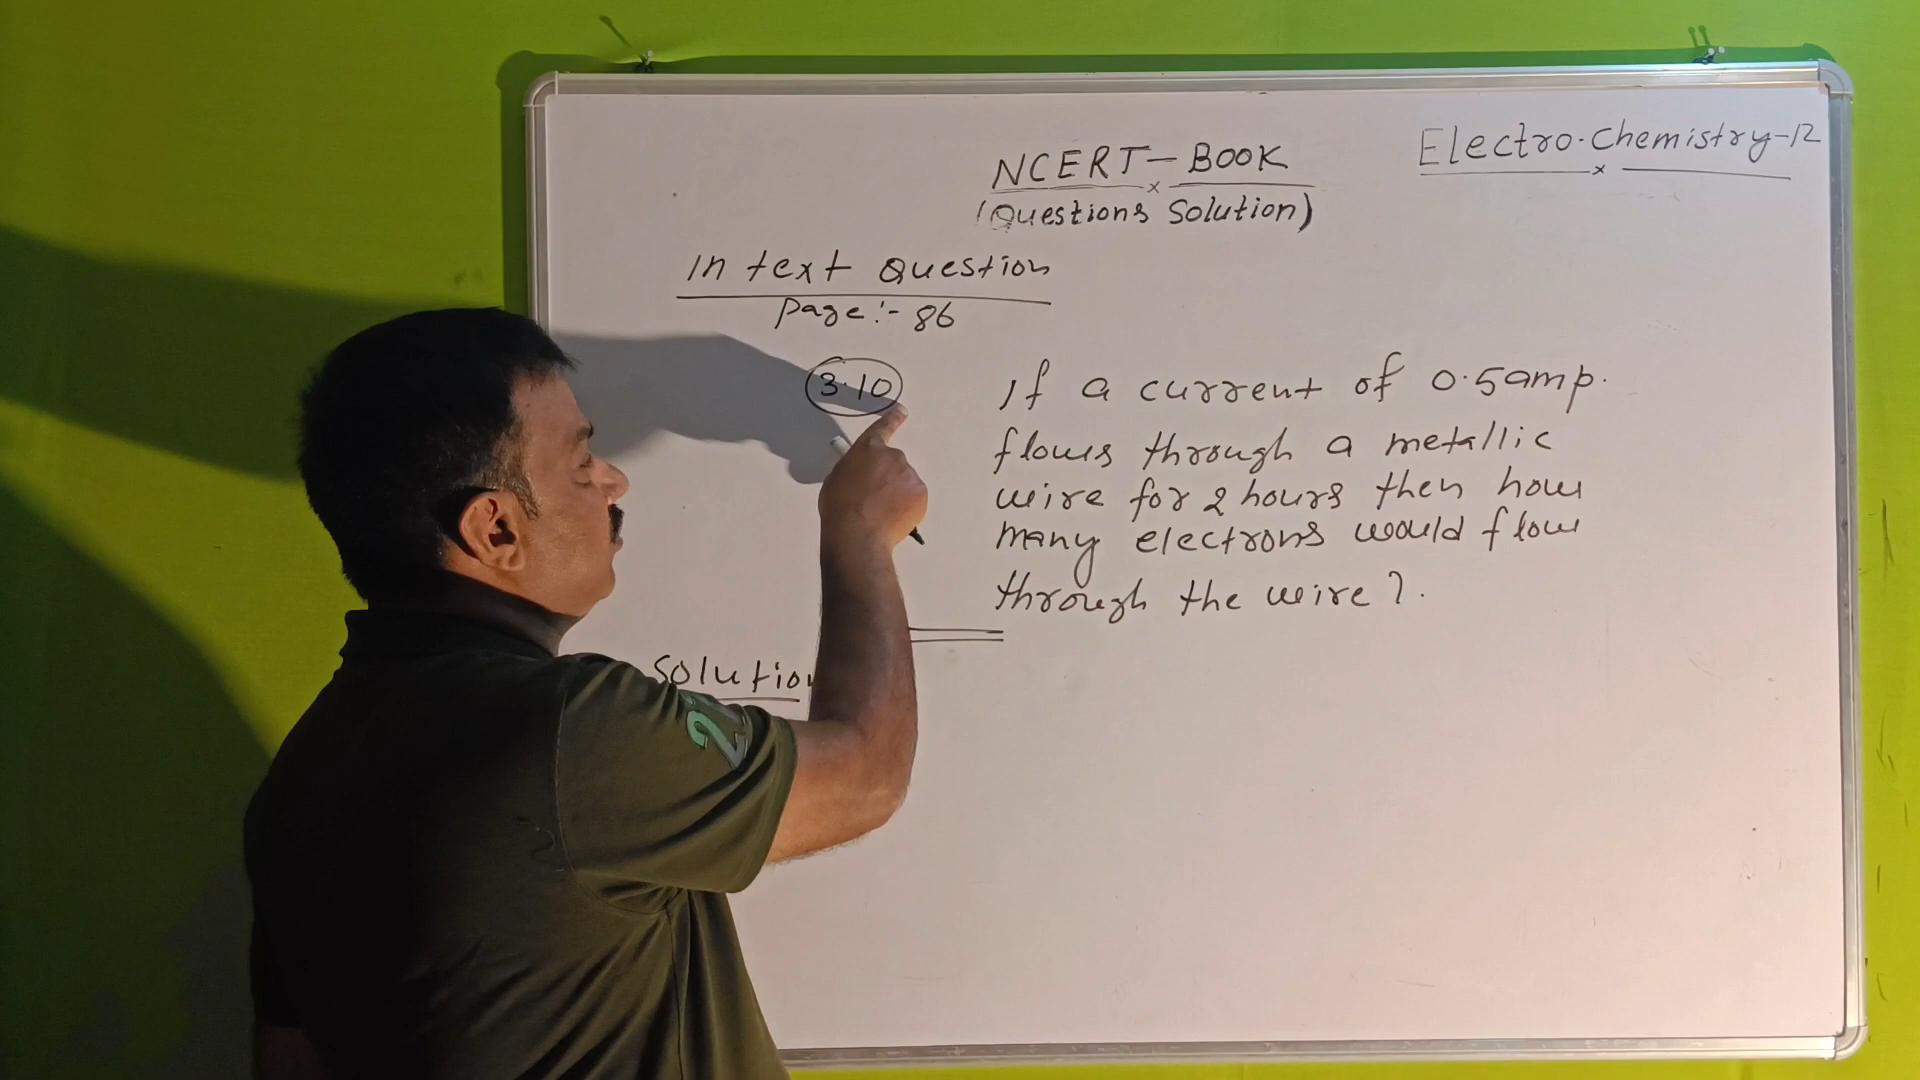 Electro.Chemistry-12
NCERT - BOOK
(Questions Solution)
In text Question
Page:- 86
3.10
If a current of 0.5amp.
flows through a metallic
wire for 2 hours then how
many electrons would flow
through the wire?.
Solution